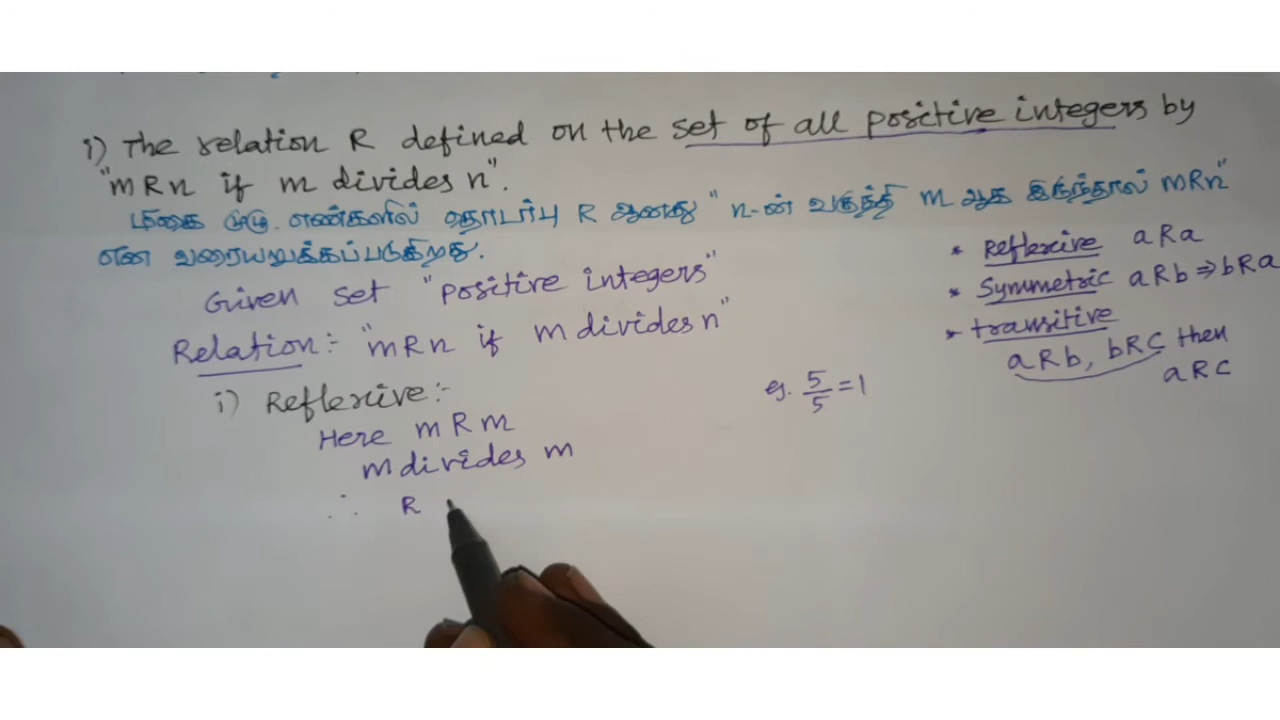 i) The relation R defined on the set of all positive integers by
"mRn if m divides n".
மிகை முழு எண்களில் தொடர்பு R ஆனது "n-ன் வகுத்தி m ஆக இருந்தால் mRn"
என வரையறுக்கப்படுகிறது.
Given set "positive integers"
Relation:- "mRn if m divides n"
i) Reflexive:-
Here mRm
m divides m
∴ R
eg. 5/5 = 1
* Reflexive aRa
* Symmetric aRb ⇒ bRa
* transitive
aRb, bRC then
aRC